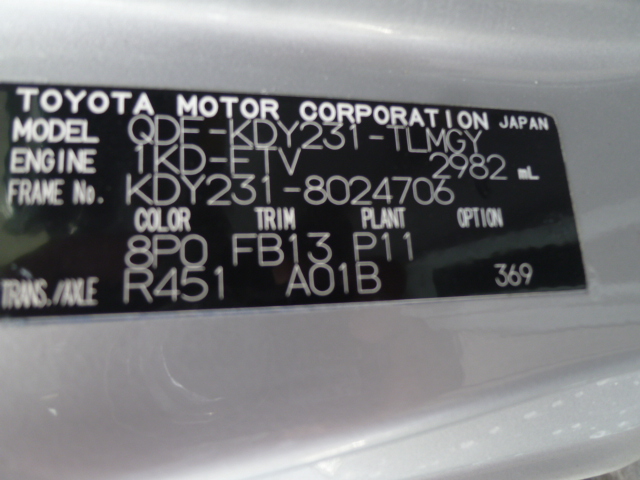 TOYOTA MOTOR CORPORATION JAPAN
MODEL QDF-KDY231-TLMGY
ENGINE 1KD-FTV 2982 mL
FRAME No. KDY231-8024706
COLOR TRIM PLANT OPTION
8P0 FB13 P11
TRANS./AXLE R451 A01B 369